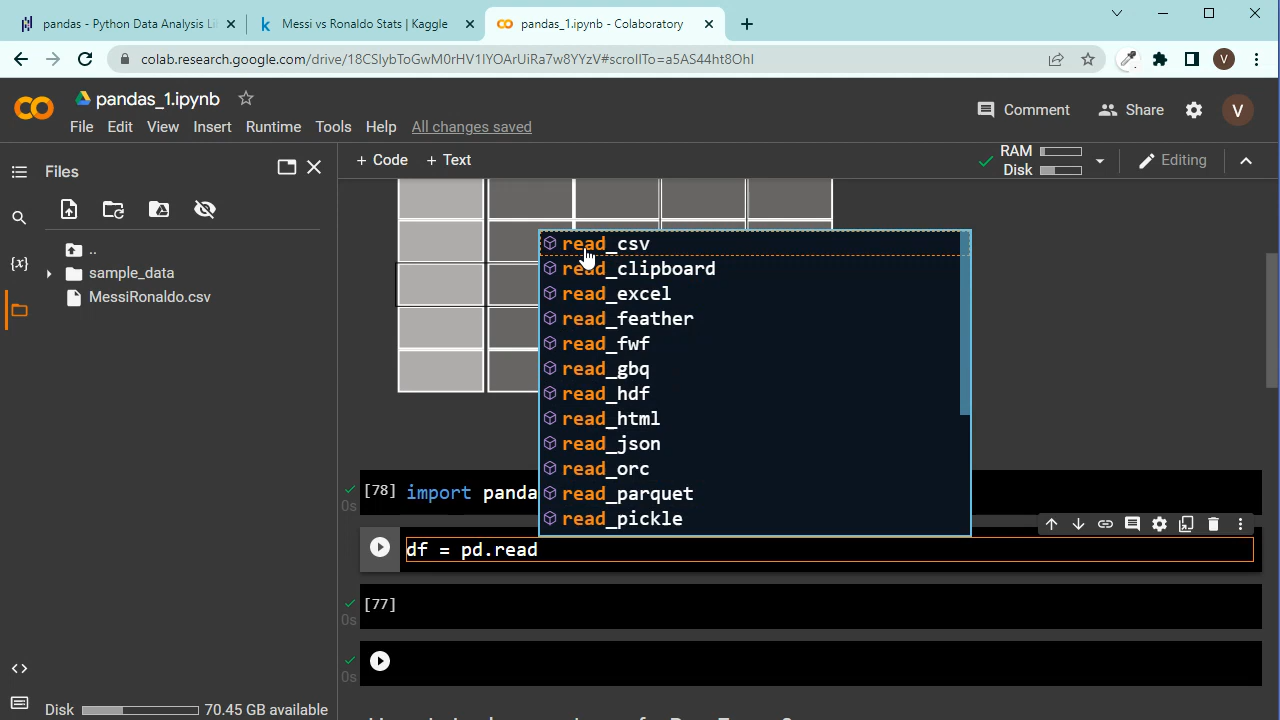 pandas - Python Data Analysis Li
Messi vs Ronaldo Stats | Kaggle
pandas_1.ipynb - Colaboratory
colab.research.google.com/drive/18CSlybToGwM0rHV1lYOArUiRa7w8YYzV#scrollTo=a5AS44ht8OhI
V
pandas_1.ipynb
Comment
Share
V
File Edit View Insert Runtime Tools Help All changes saved
Files
+ Code + Text
RAM
Disk
Editing
..
sample_data
MessiRonaldo.csv
{x}
read_csv
read_clipboard
read_excel
read_feather
read_fwf
read_gbq
read_hdf
read_html
read_json
read_orc
read_parquet
read_pickle
[78] import panda
0s
df = pd.read
[77]
0s
0s
Disk 70.45 GB available